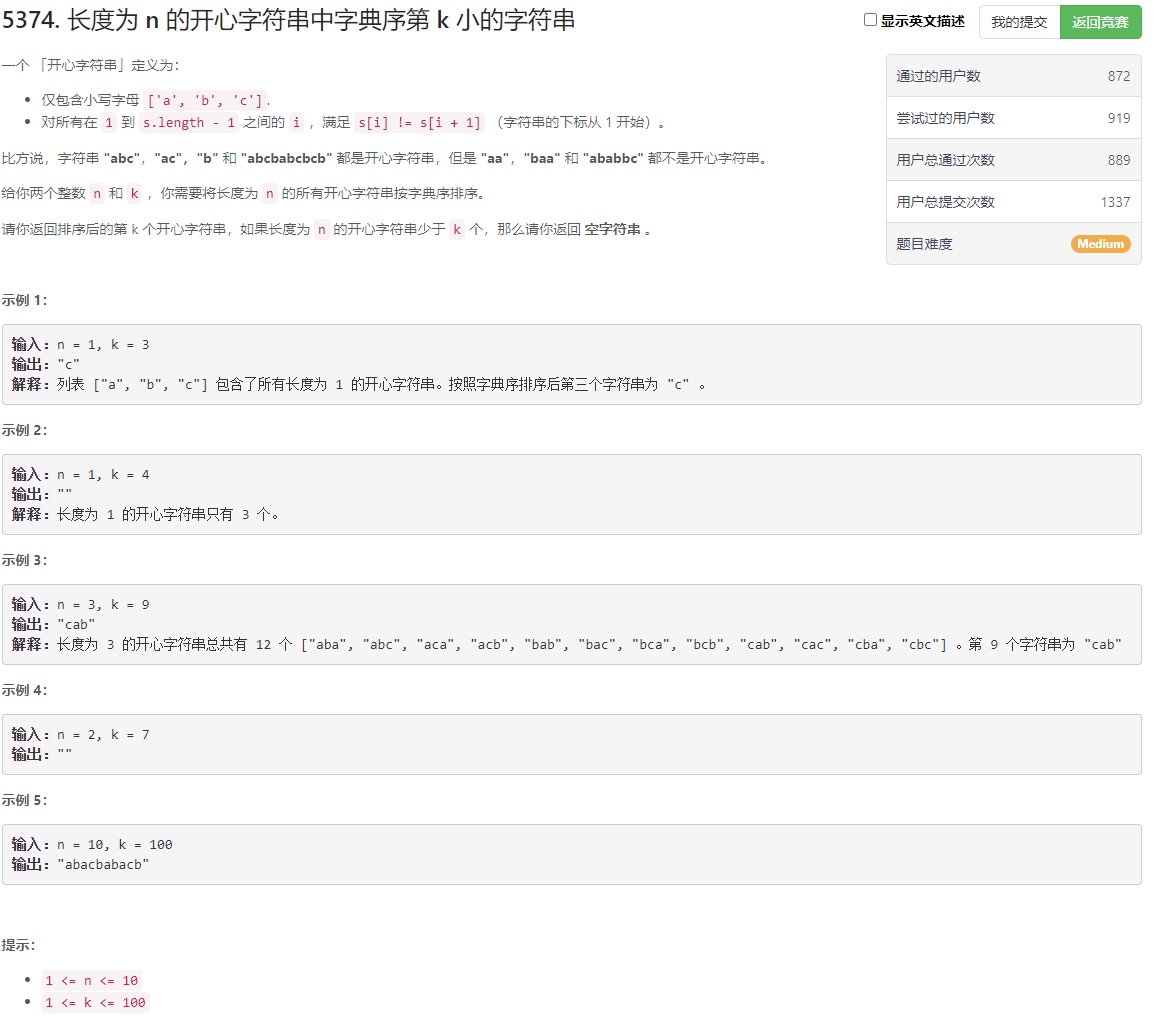 5374. 长度为 n 的开心字符串中字典序第 k 小的字符串
显示英文描述
我的提交
返回竞赛
通过的用户数 872
尝试过的用户数 919
用户总通过次数 889
用户总提交次数 1337
题目难度 Medium
一个 「开心字符串」定义为：
仅包含小写字母 ['a', 'b', 'c'].
对所有在 1 到 s.length - 1 之间的 i ，满足 s[i] != s[i + 1] （字符串的下标从 1 开始）。
比方说，字符串 "abc"，"ac"，"b" 和 "abcbabcbcb" 都是开心字符串，但是 "aa"，"baa" 和 "ababbc" 都不是开心字符串。
给你两个整数 n 和 k ，你需要将长度为 n 的所有开心字符串按字典序排序。
请你返回排序后的第 k 个开心字符串，如果长度为 n 的开心字符串少于 k 个，那么请你返回 空字符串 。
示例 1：
输入：n = 1, k = 3
输出："c"
解释：列表 ["a", "b", "c"] 包含了所有长度为 1 的开心字符串。按照字典序排序后第三个字符串为 "c" 。
示例 2：
输入：n = 1, k = 4
输出：""
解释：长度为 1 的开心字符串只有 3 个。
示例 3：
输入：n = 3, k = 9
输出："cab"
解释：长度为 3 的开心字符串总共有 12 个 ["aba", "abc", "aca", "acb", "bab", "bac", "bca", "bcb", "cab", "cac", "cba", "cbc"] 。第 9 个字符串为 "cab"
示例 4：
输入：n = 2, k = 7
输出：""
示例 5：
输入：n = 10, k = 100
输出："abacbabacb"
提示：
1 <= n <= 10
1 <= k <= 100